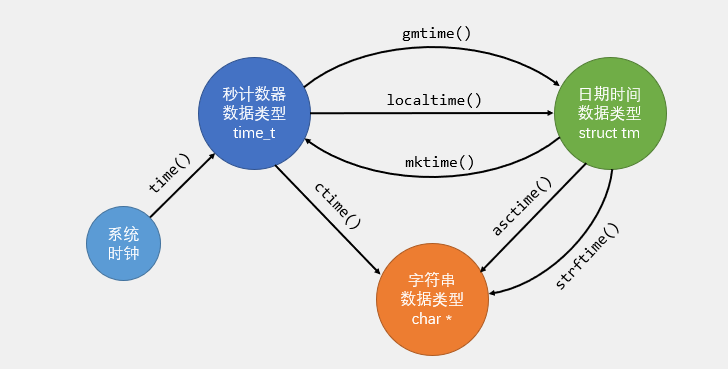 gmtime()
秒计数器
数据类型
time_t
localtime()
日期时间
数据类型
struct tm
mktime()
time()
ctime()
asctime()
strftime()
系统
时钟
字符串
数据类型
char *